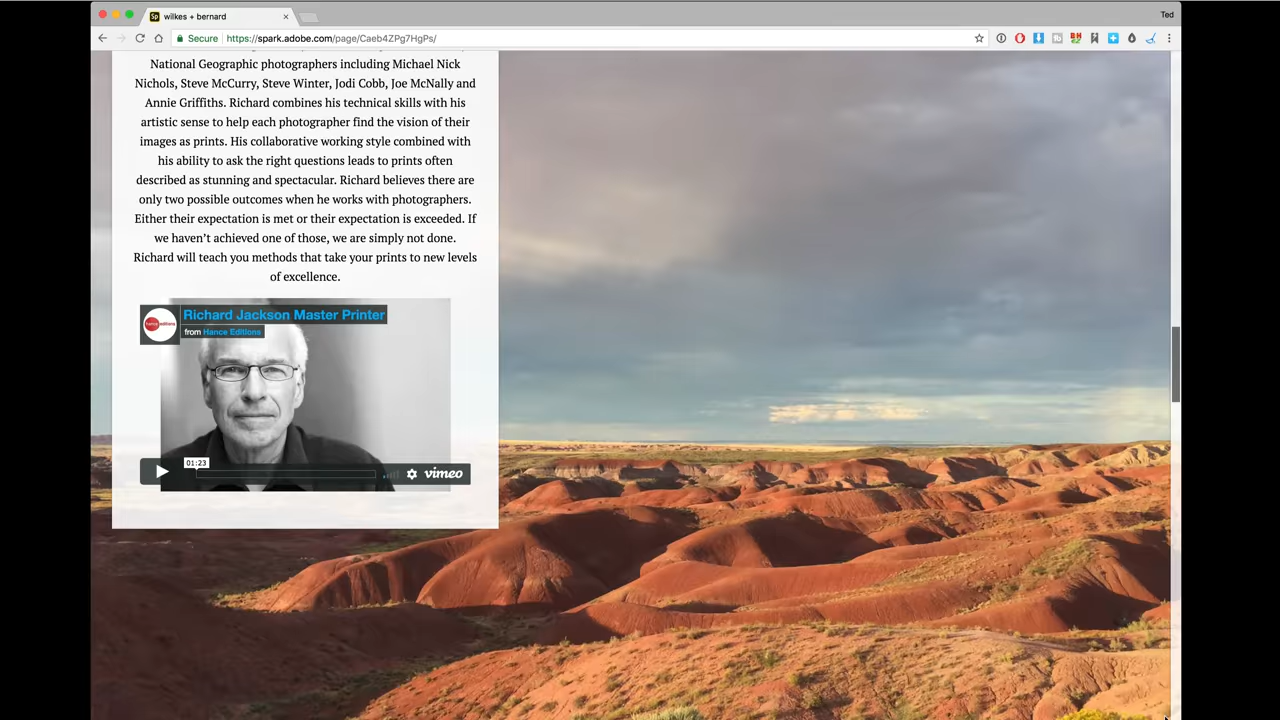 wilkes + bernard
Ted
Secure
https://spark.adobe.com/page/Caeb4ZPg7HgPs/
National Geographic photographers including Michael Nick
Nichols, Steve McCurry, Steve Winter, Jodi Cobb, Joe McNally and
Annie Griffiths. Richard combines his technical skills with his
artistic sense to help each photographer find the vision of their
images as prints. His collaborative working style combined with
his ability to ask the right questions leads to prints often
described as stunning and spectacular. Richard believes there are
only two possible outcomes when he works with photographers.
Either their expectation is met or their expectation is exceeded. If
we haven’t achieved one of those, we are simply not done.
Richard will teach you methods that take your prints to new levels
of excellence.
Richard Jackson Master Printer
from Hance Editions
01:23
vimeo